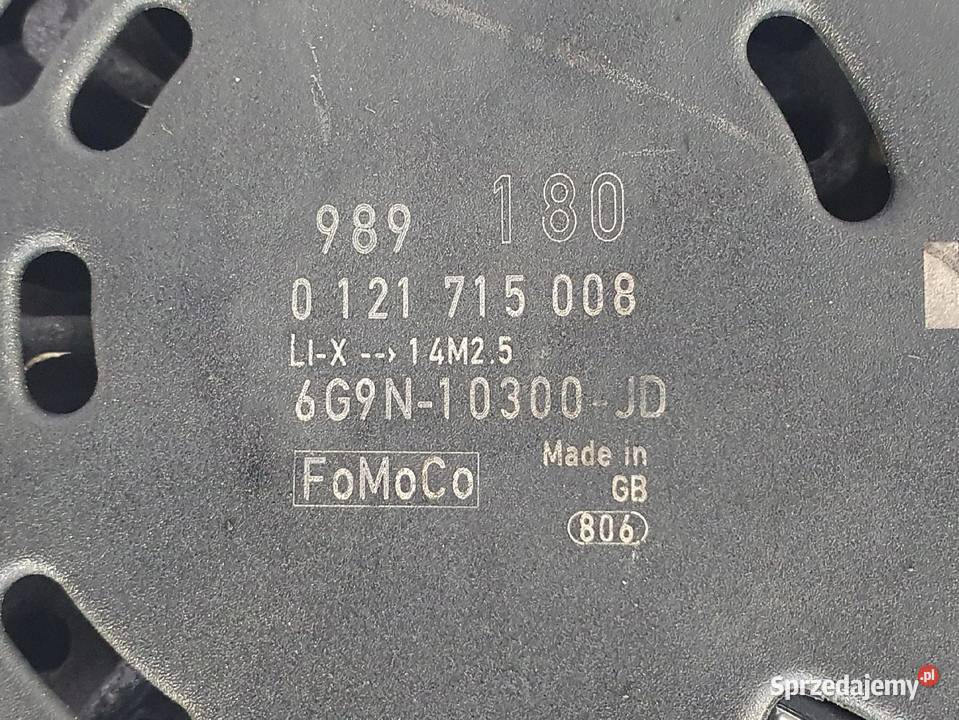 989 180
0 121 715 008
LI-X --> 14M2.5
6G9N-10300-JD
FoMoCo
Made in
GB
806
Sprzedajemy.pl